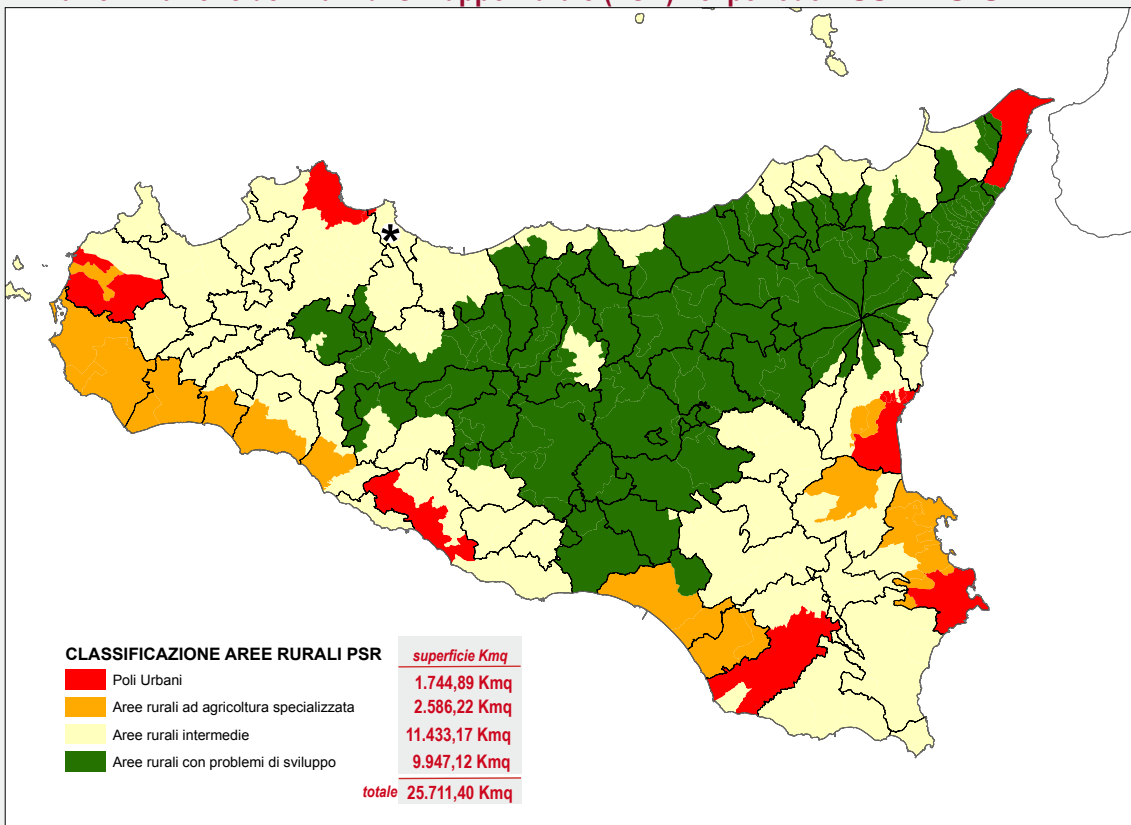 CLASSIFICAZIONE AREE RURALI PSR superficie Kmq
Poli Urbani 1.744,89 Kmq
Aree rurali ad agricoltura specializzata 2.586,22 Kmq
Aree rurali intermedie 11.433,17 Kmq
Aree rurali con problemi di sviluppo 9.947,12 Kmq
totale 25.711,40 Kmq
*